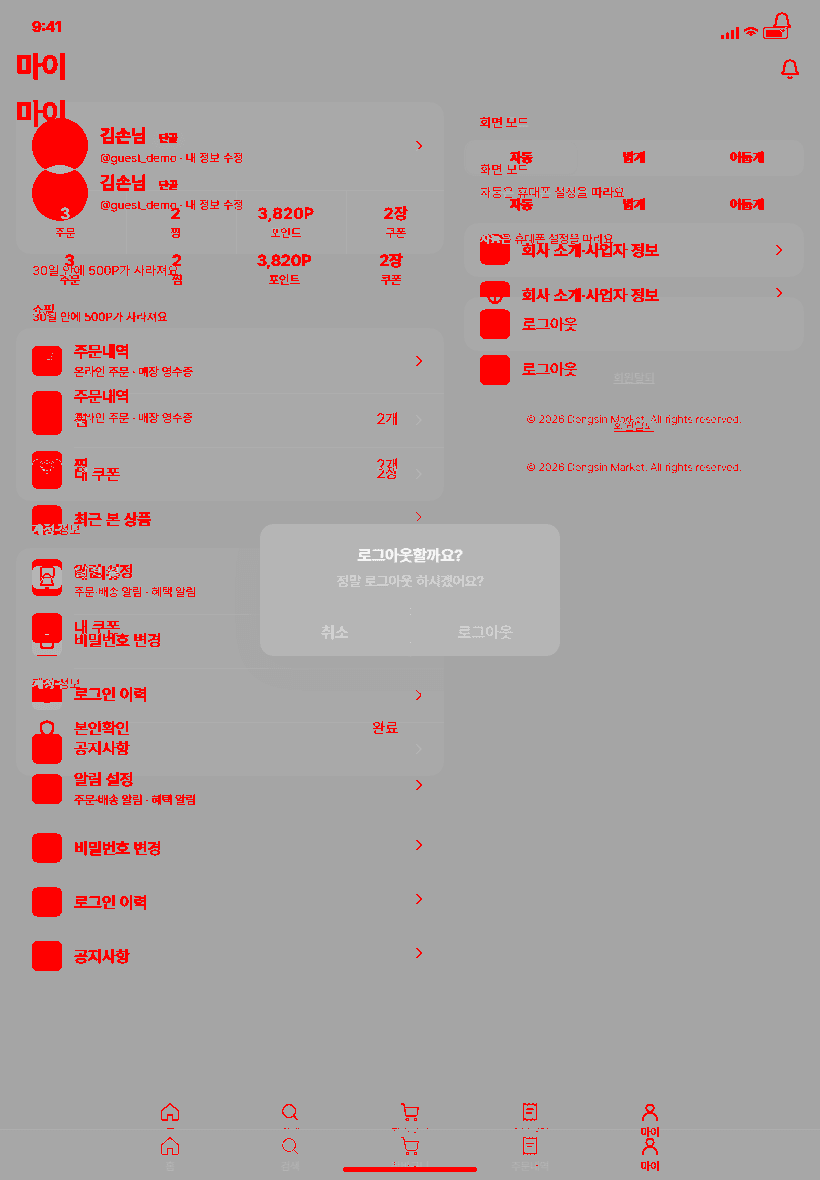 9:41
마이
마이
김손님 단골
@guest_demo · 내 정보 수정
김손님 단골
@guest_demo · 내 정보 수정
3 2 3,820P 2장
주문 찜 포인트 쿠폰
3 2 3,820P 2장
주문 찜 포인트 쿠폰
30일 안에 500P가 사라져요
쇼핑
30일 안에 500P가 사라져요
주문내역
온라인 주문 · 매장 영수증
주문내역
온라인 주문 · 매장 영수증
2개
찜
내 쿠폰
최근 본 상품
알림 설정
주문·배송 알림 · 혜택 알림
내 쿠폰
비밀번호 변경
로그인 이력
본인확인 완료
공지사항
알림 설정
주문·배송 알림 · 혜택 알림
비밀번호 변경
로그인 이력
공지사항
화면 모드
자동 밝게 어둡게
화면 모드
자동은 휴대폰 설정을 따라요
자동 밝게 어둡게
자동은 휴대폰 설정을 따라요
회사 소개·사업자 정보
회사 소개·사업자 정보
로그아웃
로그아웃
회원탈퇴
© 2026 Dongsin Market. All rights reserved.
회원탈퇴
© 2026 Dongsin Market. All rights reserved.
로그아웃할까요?
정말 로그아웃 하시겠어요?
취소 로그아웃
마이
홈 검색 마이